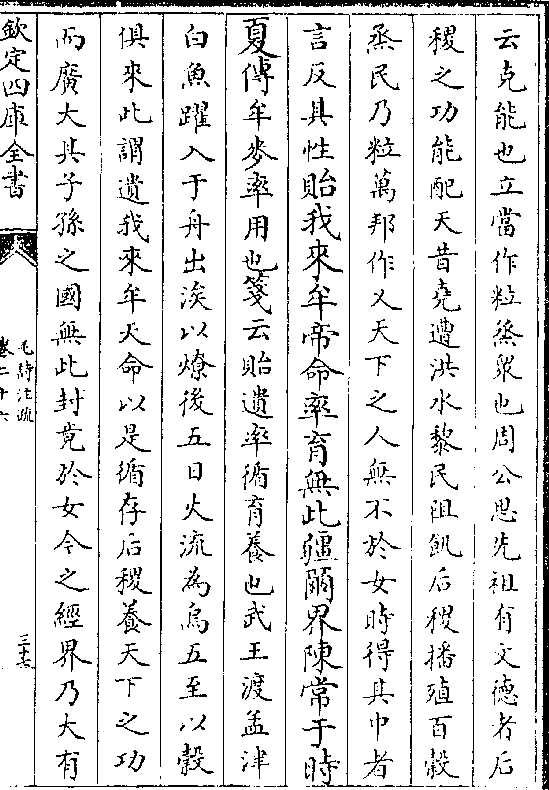 云克能也立當作粒烝衆也周公思先祖有文德者后
稷之功能配天昔堯遭洪水黎民阻飢后稷播殖百穀
烝民乃粒萬邦作乂天下之人無不於女時得其中者
言反其性貽我來牟帝命率育無此疆爾界陳常于時
夏傳牟麥率用也箋云貽遺率循育養也武王渡孟津
白魚躍入于舟出涘以燎後五日火流為烏五至以穀
俱來此謂遺我來牟天命以是循存后稷養天下之功
而廣大其子孫之國無此封竟於女今之經界乃大有
欽定四庫全書
毛詩注疏
卷二十六